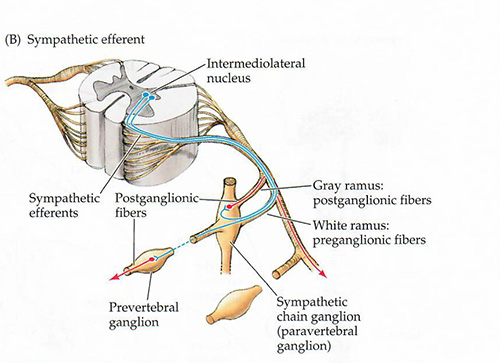 (B) Sympathetic efferent
Intermediolateral
nucleus
Sympathetic
efferents
Postganglionic
fibers
Gray ramus:
postganglionic fibers
White ramus:
preganglionic fibers
Prevertebral
ganglion
Sympathetic
chain ganglion
(paravertebral
ganglion)